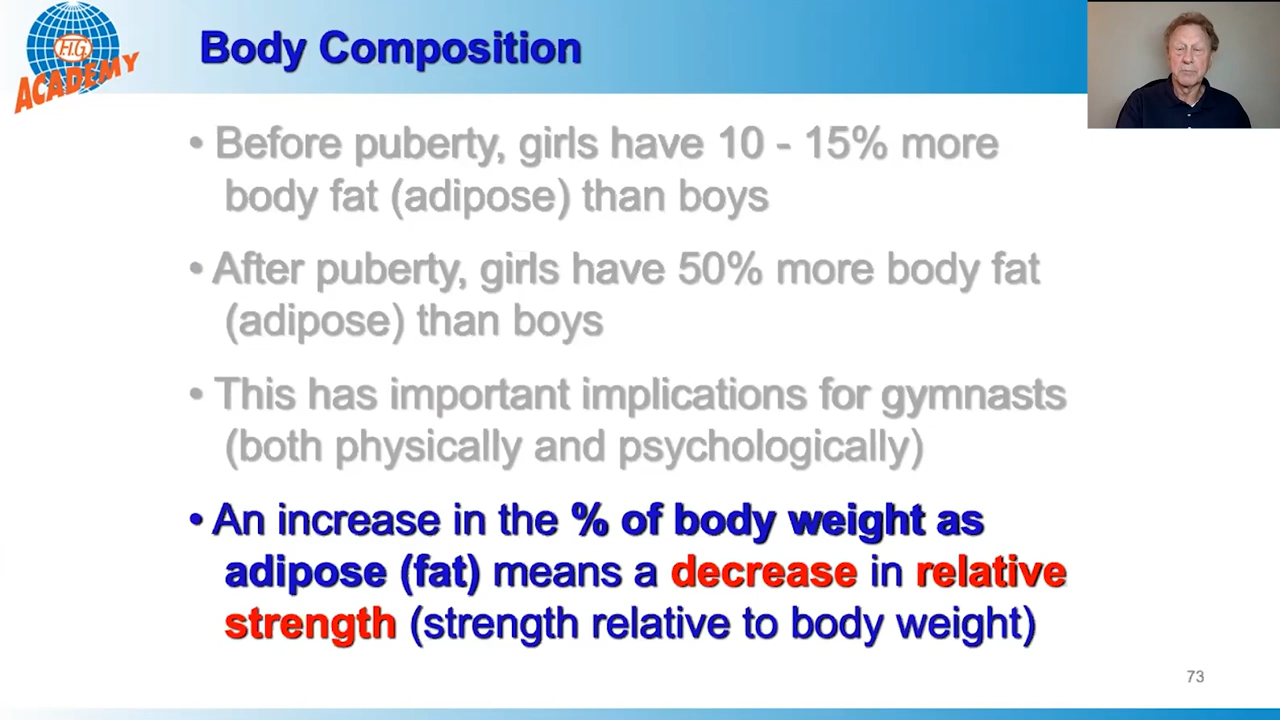 F.I.G.
ACADEMY
Body Composition
• Before puberty, girls have 10 - 15% more
body fat (adipose) than boys
• After puberty, girls have 50% more body fat
(adipose) than boys
• This has important implications for gymnasts
(both physically and psychologically)
• An increase in the % of body weight as
adipose (fat) means a decrease in relative
strength (strength relative to body weight)
73